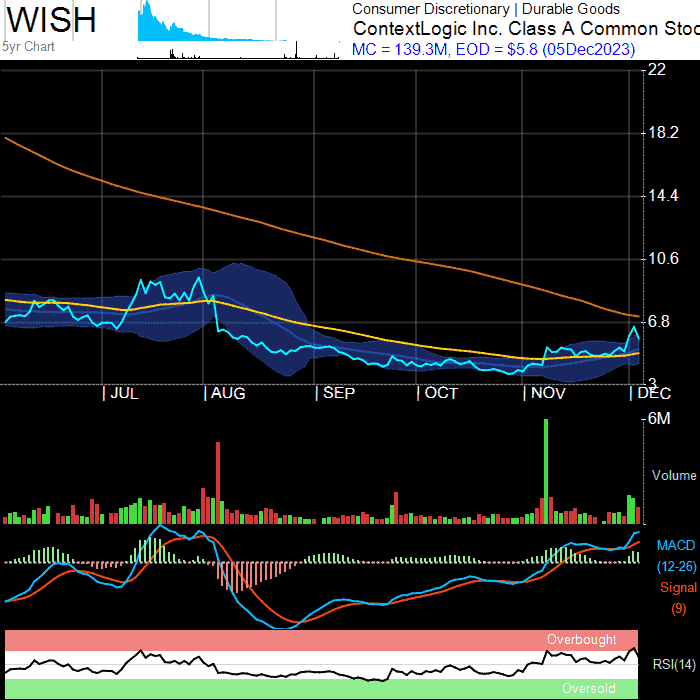 WISH
5yr Chart
Consumer Discretionary | Durable Goods
ContextLogic Inc. Class A Common Stoc
MC = 139.3M, EOD = $5.8 (05Dec2023)
22
18.2
14.4
10.6
6.8
3
| JUL | AUG | SEP | OCT | NOV | DEC
6M
Volume
MACD
(12-26)
Signal
(9)
Overbought
RSI(14)
Oversold